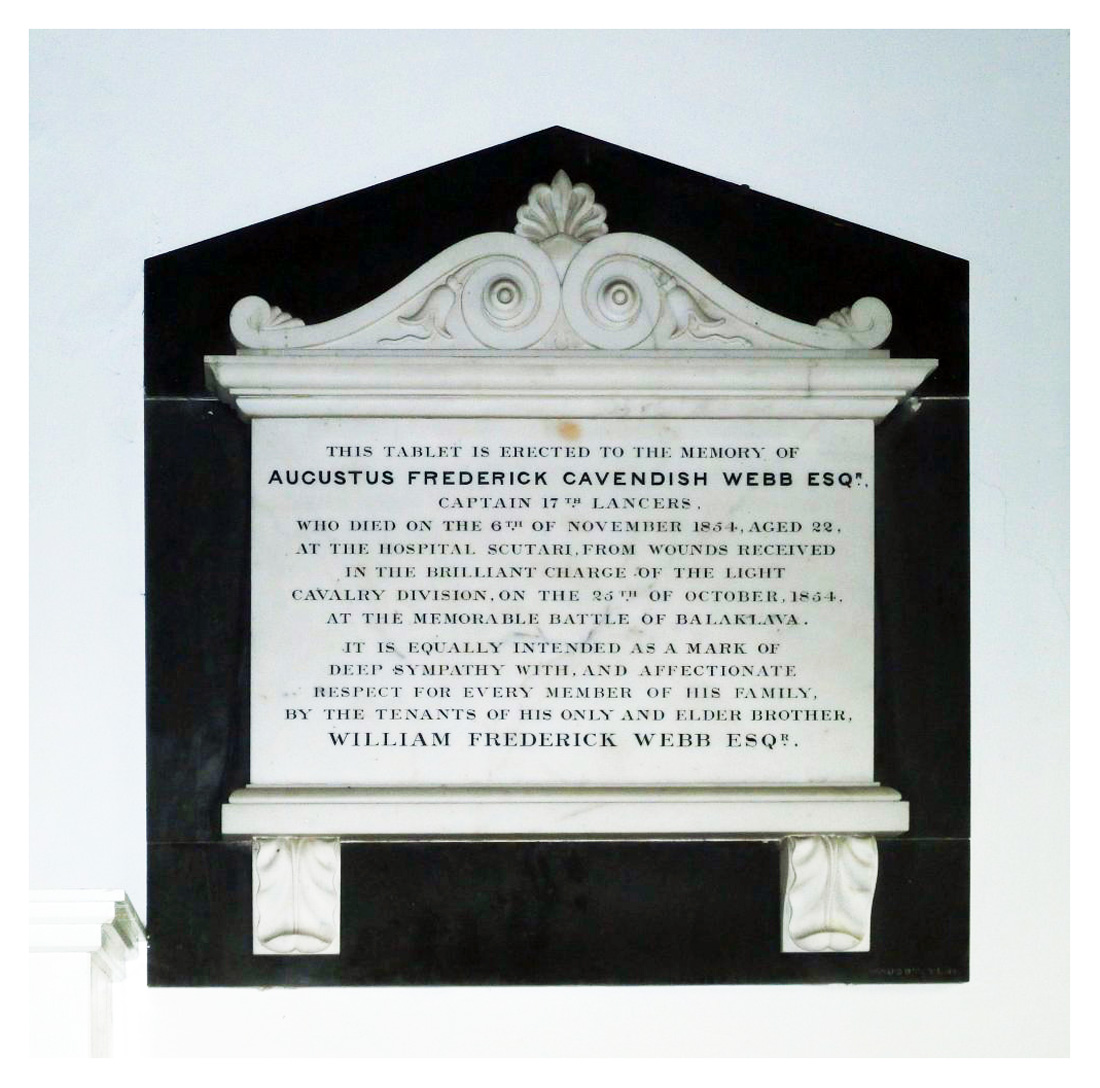 THIS TABLET IS ERECTED TO THE MEMORY OF
AUGUSTUS FREDERICK CAVENDISH WEBB ESQR.,
CAPTAIN 17TH LANCERS,
WHO DIED ON THE 6TH OF NOVEMBER 1854, AGED 22,
AT THE HOSPITAL SCUTARI, FROM WOUNDS RECEIVED
IN THE BRILLIANT CHARGE OF THE LIGHT
CAVALRY DIVISION, ON THE 25TH OF OCTOBER, 1854,
AT THE MEMORABLE BATTLE OF BALAKLAVA.
IT IS EQUALLY INTENDED AS A MARK OF
DEEP SYMPATHY WITH, AND AFFECTIONATE
RESPECT FOR EVERY MEMBER OF HIS FAMILY,
BY THE TENANTS OF HIS ONLY AND ELDER BROTHER,
WILLIAM FREDERICK WEBB ESQR.